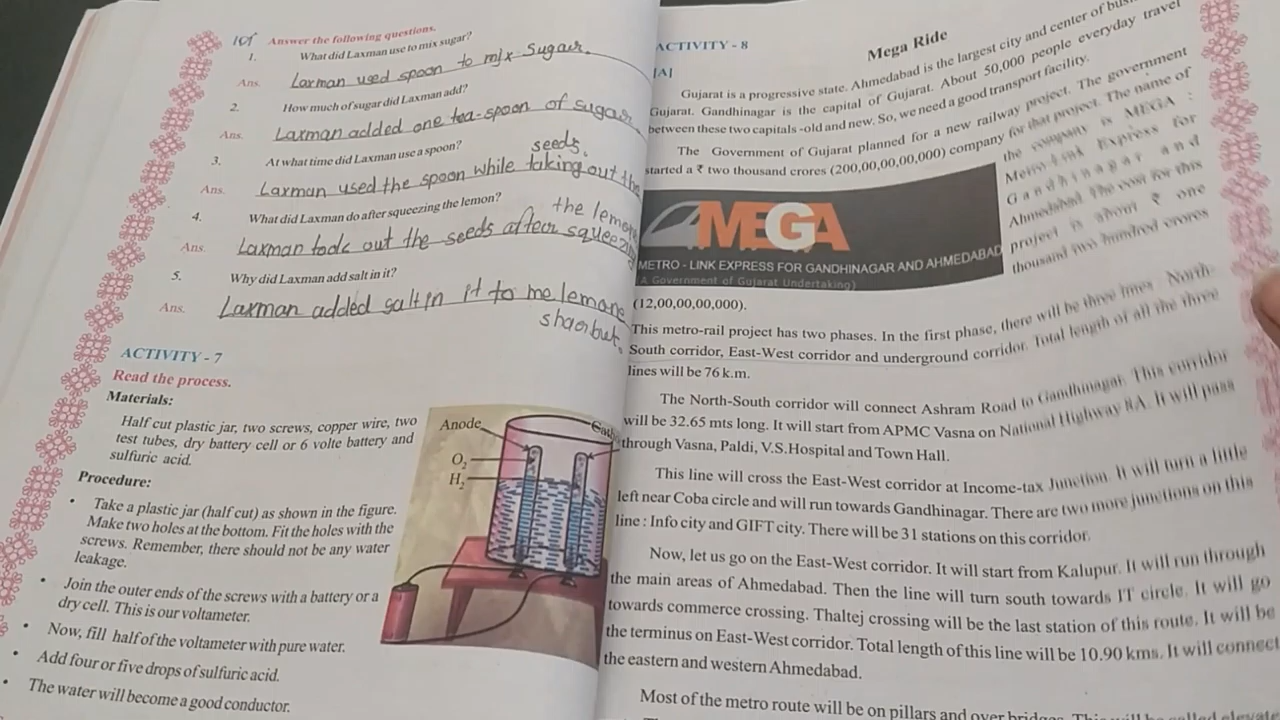 Answer the following questions.
1. What did Laxman use to mix sugar?
Ans. Laxman used spoon to mix sugar.
2. How much of sugar did Laxman add?
Ans. Laxman added one tea-spoon of sugar.
3. At what time did Laxman use a spoon?
Ans. Laxman used the spoon while taking out the
seeds.
4. What did Laxman do after squeezing the lemon?
Ans. Laxman took out the seeds after squeezing
the lemon
5. Why did Laxman add salt in it?
Ans. Laxman added salt in it to me lemone
shaorbut.
ACTIVITY - 7
Read the process.
Materials:
Half cut plastic jar, two screws, copper wire, two
test tubes, dry battery cell or 6 volte battery and
sulfuric acid.
Procedure:
• Take a plastic jar (half cut) as shown in the figure.
Make two holes at the bottom. Fit the holes with the
screws. Remember, there should not be any water
leakage.
• Join the outer ends of the screws with a battery or a
dry cell. This is our voltameter.
• Now, fill half of the voltameter with pure water.
• Add four or five drops of sulfuric acid.
• The water will become a good conductor.
Anode
O₂
H₂
ACTIVITY - 8
Mega Ride
[A]
Gujarat is a progressive state. Ahmedabad is the largest city and center of
Gujarat. Gandhinagar is the capital of Gujarat. About 50,000 people everyday travel
between these two capitals -old and new. So, we need a good transport facility.
The Government of Gujarat planned for a new railway project. The government
started a ₹ two thousand crores (200,00,00,00,000) company for that project. The name of
the company is MEGA :
Metro-Link Express for
Gandhinagar and
Ahmedabad. The cost for this
project is about ₹ one
thousand two hundred crores
MEGA
METRO - LINK EXPRESS FOR GANDHINAGAR AND AHMEDABAD
(A Government of Gujarat Undertaking)
(12,00,00,00,000).
This metro-rail project has two phases. In the first phase, there will be three lines North-
South corridor, East-West corridor and underground corridor. Total length of all the three
lines will be 76 k.m.
The North-South corridor will connect Ashram Road to Gandhinagar. This corridor
will be 32.65 mts long. It will start from APMC Vasna on National Highway 8A. It will pass
through Vasna, Paldi, V.S.Hospital and Town Hall.
This line will cross the East-West corridor at Income-tax Junction. It will turn a little
left near Coba circle and will run towards Gandhinagar. There are two more junctions on this
line : Info city and GIFT city. There will be 31 stations on this corridor.
Now, let us go on the East-West corridor. It will start from Kalupur. It will run through
the main areas of Ahmedabad. Then the line will turn south towards IT circle. It will go
towards commerce crossing. Thaltej crossing will be the last station of this route. It will be
the terminus on East-West corridor. Total length of this line will be 10.90 kms. It will connect
the eastern and western Ahmedabad.
Most of the metro route will be on pillars and over bridges.